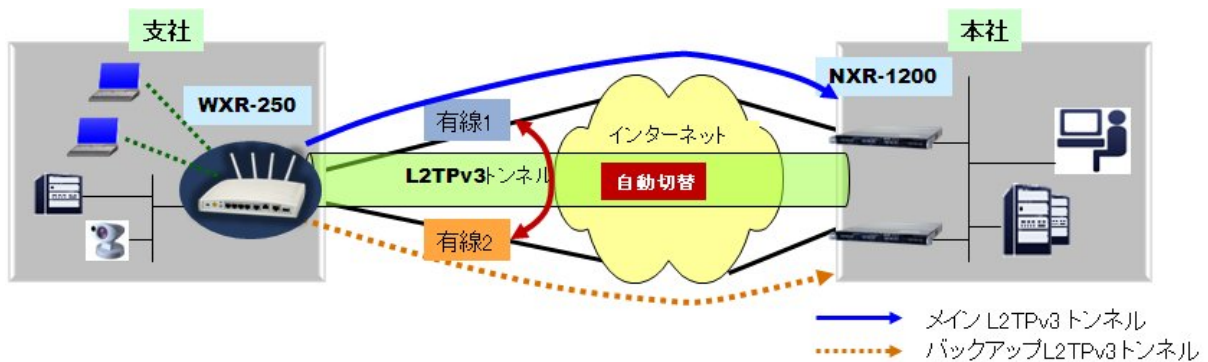 支社
本社
WXR-250
NXR-1200
有線1
インターネット
L2TPv3トンネル
自動切替
有線2
メイン L2TPv3 トンネル
バックアップL2TPv3トンネル